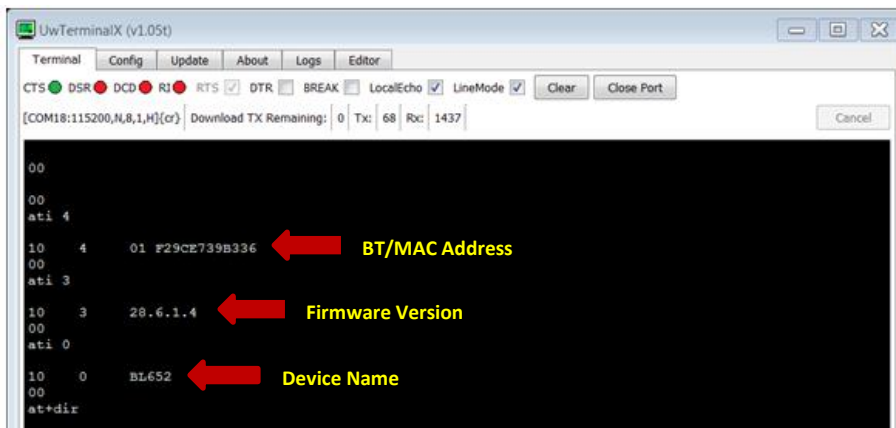 UwTerminalX (v1.05t)
Terminal Config Update About Logs Editor
CTS DSR DCD RI RTS DTR BREAK LocalEcho LineMode Clear Close Port
[COM18:115200,N,8,1,H]{cr} Download TX Remaining: 0 Tx: 68 Rx: 1437 Cancel
00
00
ati 4
10 4 01 F29CE739B336 BT/MAC Address
00
ati 3
10 3 28.6.1.4 Firmware Version
00
ati 0
10 0 BL652 Device Name
00
at+dir